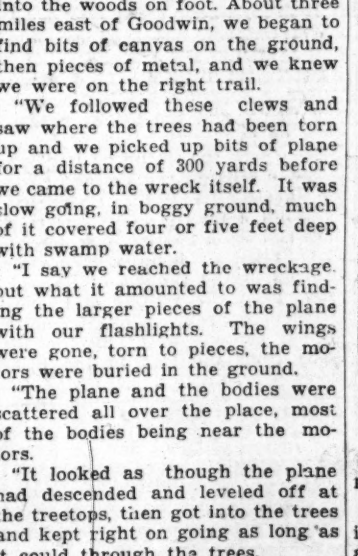 into the woods on foot. About three
miles east of Goodwin, we began to
find bits of canvas on the ground,
then pieces of metal, and we knew
we were on the right trail.
"We followed these clews and
saw where the trees had been torn
up and we picked up bits of plane
for a distance of 300 yards before
we came to the wreck itself. It was
slow going, in boggy ground, much
of it covered four or five feet deep
with swamp water.
"I say we reached the wreckage.
but what it amounted to was find-
ing the larger pieces of the plane
with our flashlights. The wings
were gone, torn to pieces, the mo-
tors were buried in the ground.
"The plane and the bodies were
scattered all over the place, most
of the bodies being near the mo-
tors.
"It looked as though the plane
had descended and leveled off at
the treetops, then got into the trees
and kept right on going as long as
it could through the trees